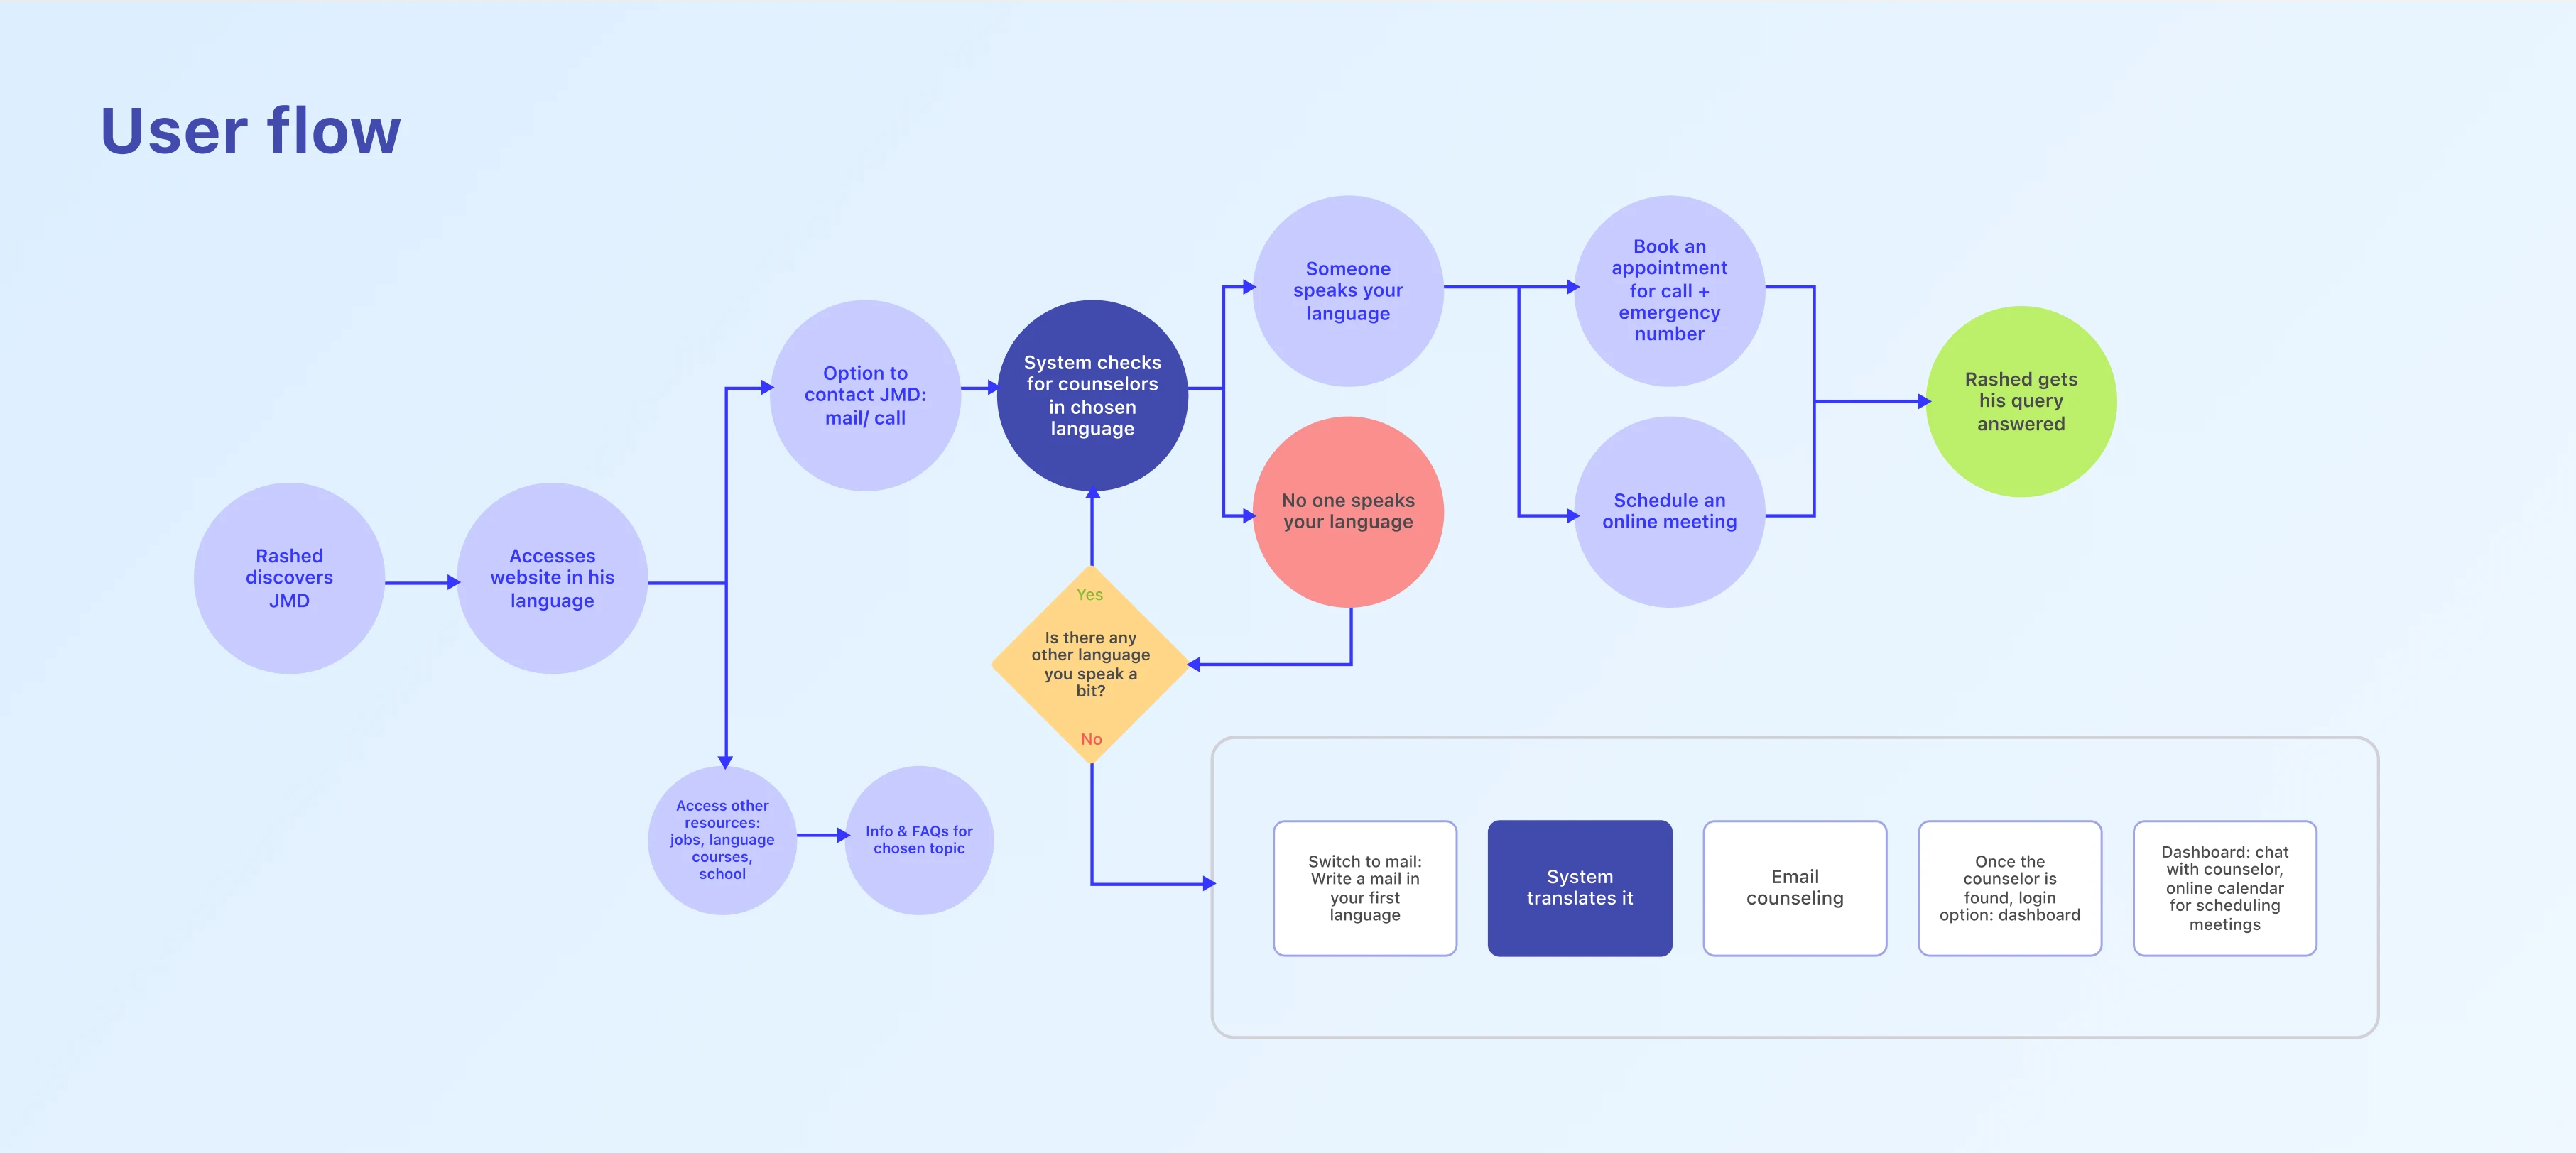 User flow
Rashed
discovers
JMD
Accesses
website in his
language
Option to
contact JMD:
mail/ call
System checks
for counselors
in chosen
language
Someone
speaks your
language
Book an
appointment
for call +
emergency
number
Rashed gets
his query
answered
No one speaks
your language
Schedule an
online meeting
Yes
Is there any
other language
you speak a
bit?
No
Access other
resources:
jobs, language
courses,
school
Info & FAQs for
chosen topic
Switch to mail:
Write a mail in
your first
language
System
translates it
Email
counseling
Once the
counselor is
found, login
option: dashboard
Dashboard: chat
with counselor,
online calendar
for scheduling
meetings